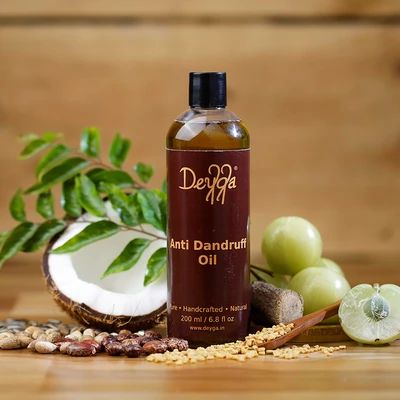 Deyga®
Anti Dandruff
Oil
Pure • Handcrafted • Natural
200 ml / 6.8 fl oz
www.deyga.in